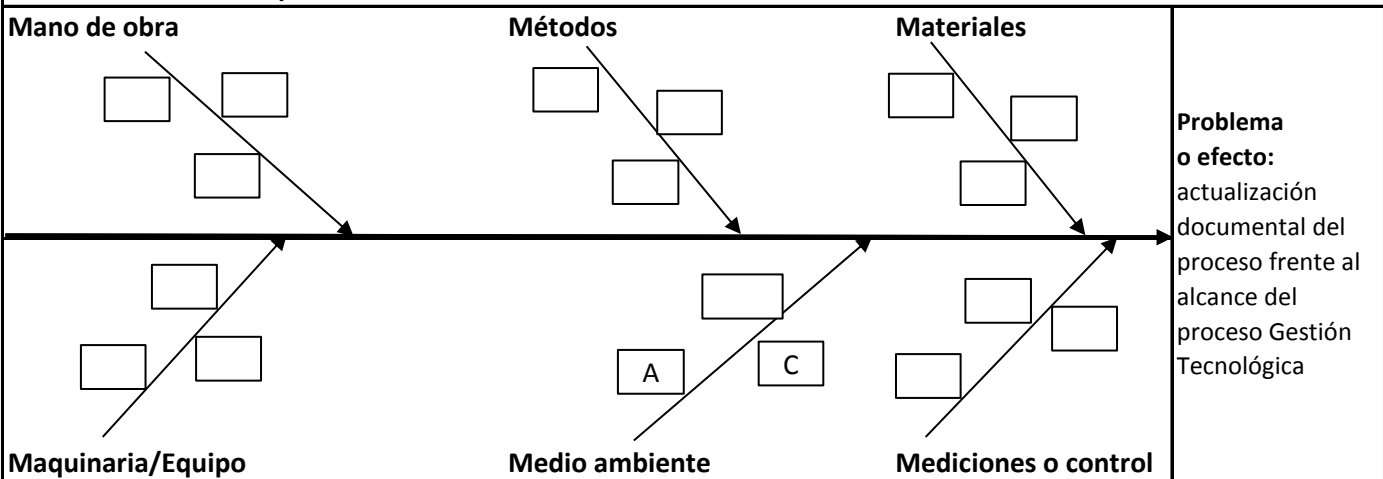 Mano de obra
Métodos
Materiales
Problema
o efecto:
actualización
documental del
proceso frente al
alcance del
proceso Gestión
Tecnológica
A
C
Maquinaria/Equipo
Medio ambiente
Mediciones o control